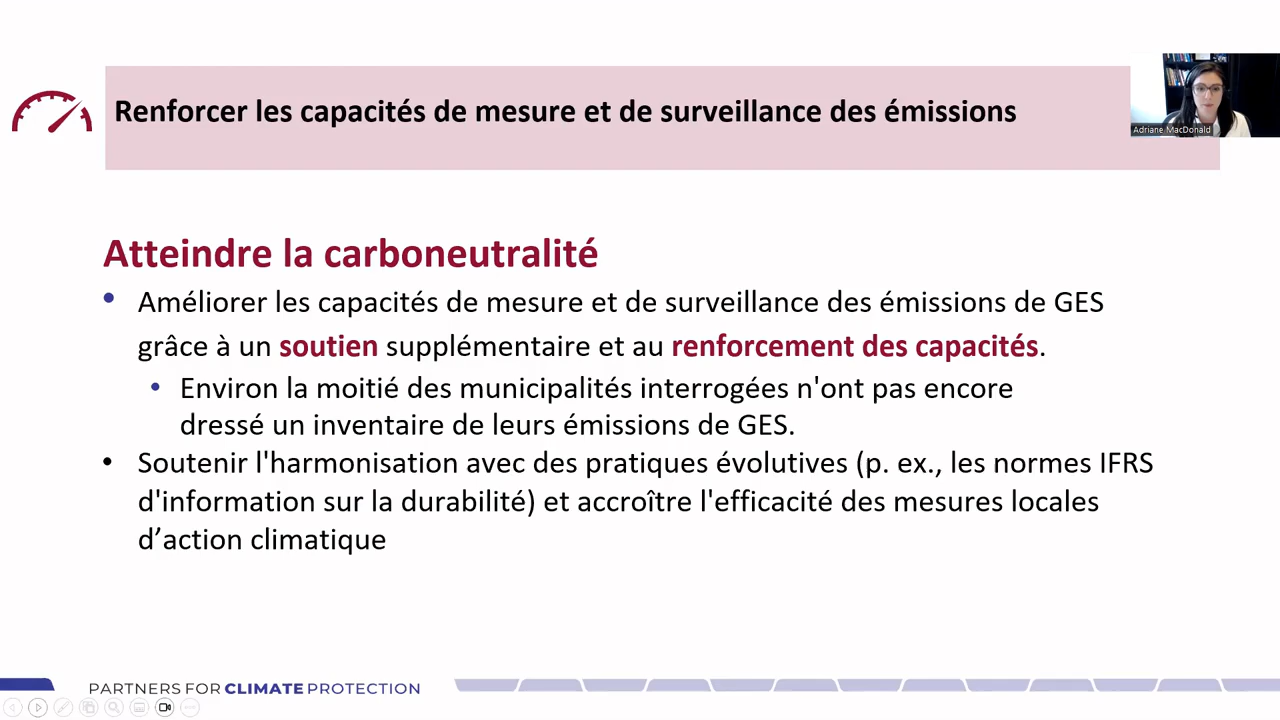 Renforcer les capacités de mesure et de surveillance des émissions
Adriane MacDonald
Atteindre la carboneutralité
• Améliorer les capacités de mesure et de surveillance des émissions de GES
grâce à un soutien supplémentaire et au renforcement des capacités.
• Environ la moitié des municipalités interrogées n'ont pas encore
dressé un inventaire de leurs émissions de GES.
• Soutenir l'harmonisation avec des pratiques évolutives (p. ex., les normes IFRS
d'information sur la durabilité) et accroître l'efficacité des mesures locales
d’action climatique
PARTNERS FOR CLIMATE PROTECTION